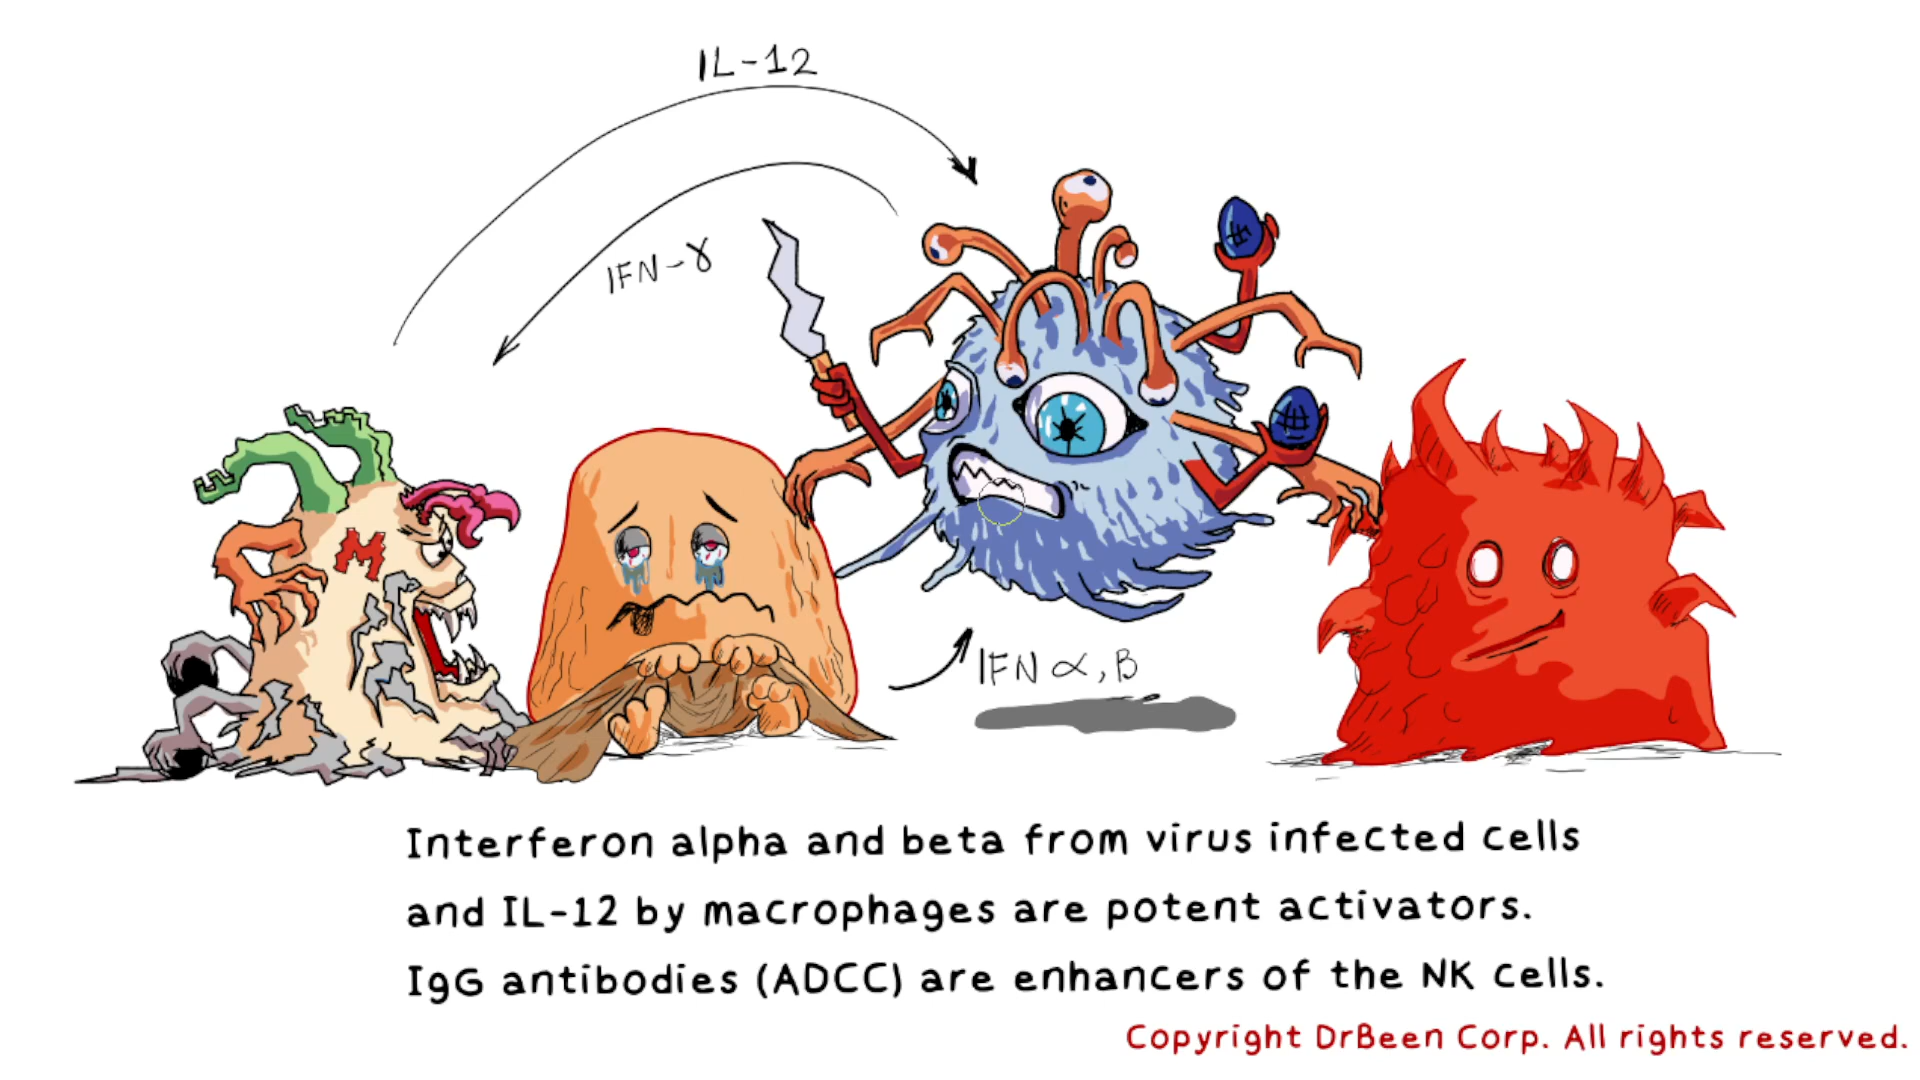 IL-12
IFN-γ
M
IFN α, β
Interferon alpha and beta from virus infected cells
and IL-12 by macrophages are potent activators.
IgG antibodies (ADCC) are enhancers of the NK cells.
Copyright DrBeen Corp. All rights reserved.